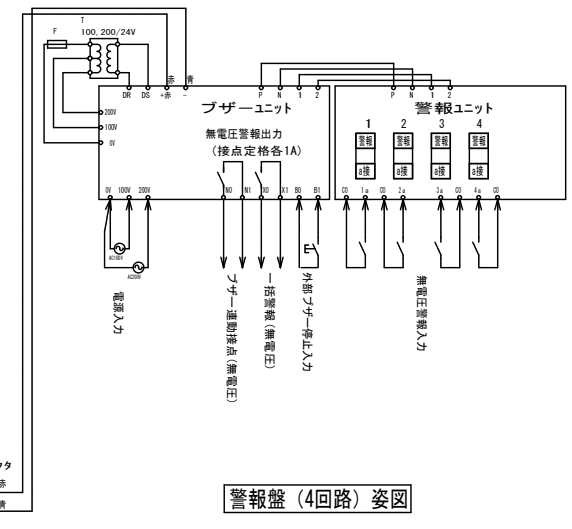 T
F
100, 200/24V
赤
青
DR
DS
+赤
-
P
N
1
2
P
N
1
2
ブザーユニット
警報ユニット
200V
100V
0V
無電圧警報出力
(接点定格各1A)
1
2
3
4
警報
警報
警報
警報
a接
a接
a接
a接
0V
100V
200V
N0
N1
X0
X1
B0
B1
C0
1a
C0
2a
3a
C0
4a
C0
AC100V
AC200V
電源入力
ブザー連動接点(無電圧)
一括警報(無電圧)
外部ブザー停止入力
無電圧警報入力
クタ
赤
青
警報盤(4回路)姿図